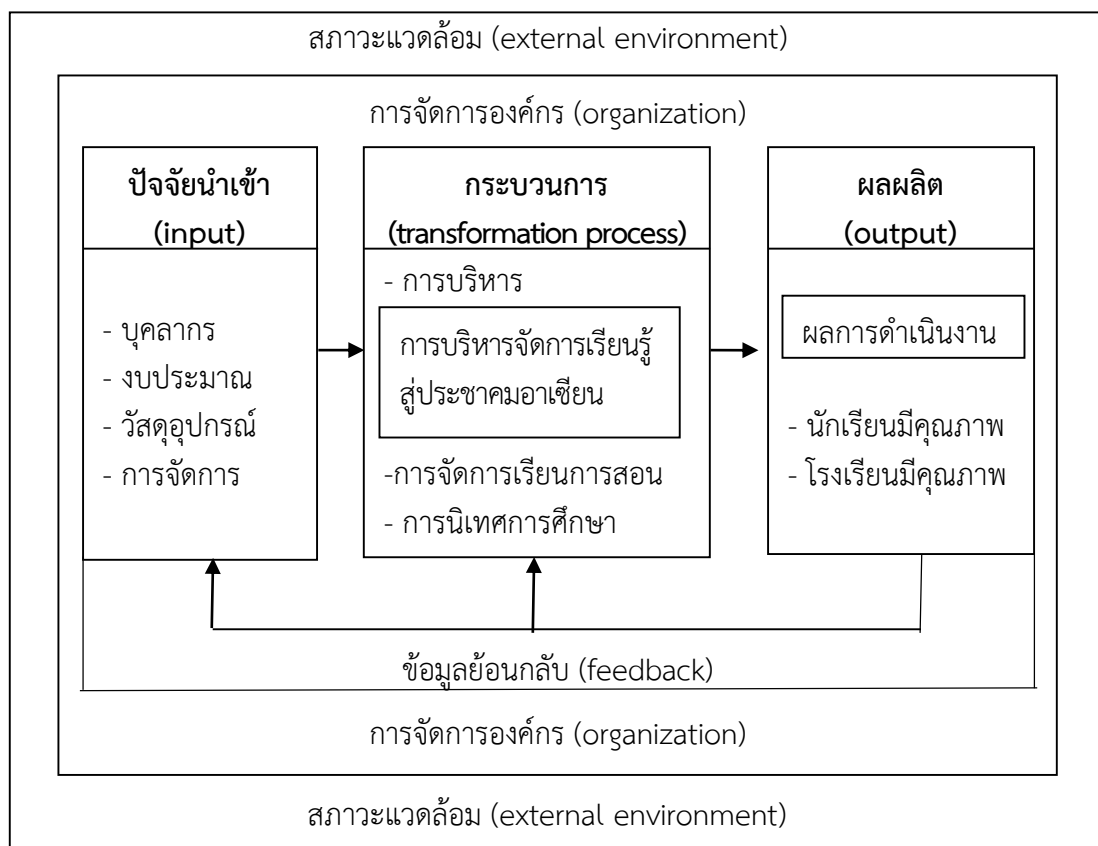 สภาวะแวดล้อม (external environment)
การจัดการองค์กร (organization)
ปัจจัยนำเข้า
(input)
- บุคลากร
- งบประมาณ
- วัสดุอุปกรณ์
- การจัดการ
กระบวนการ
(transformation process)
- การบริหาร
การบริหารจัดการเรียนรู้
สู่ประชาคมอาเซียน
-การจัดการเรียนการสอน
- การนิเทศการศึกษา
ผลผลิต
(output)
ผลการดำเนินงาน
- นักเรียนมีคุณภาพ
- โรงเรียนมีคุณภาพ
ข้อมูลย้อนกลับ (feedback)
การจัดการองค์กร (organization)
สภาวะแวดล้อม (external environment)